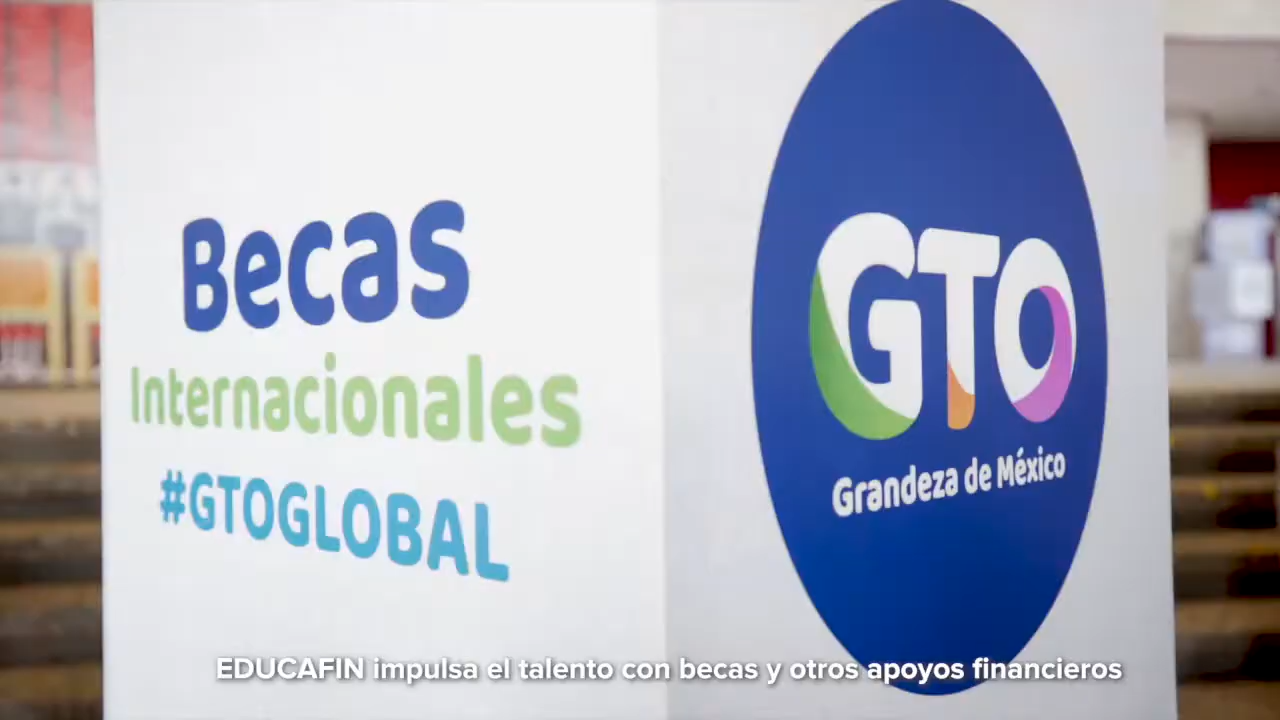 Becas
Internacionales
#GTOGLOBAL
GTO
Grandeza de México
EDUCAFIN impulsa el talento con becas y otros apoyos financieros